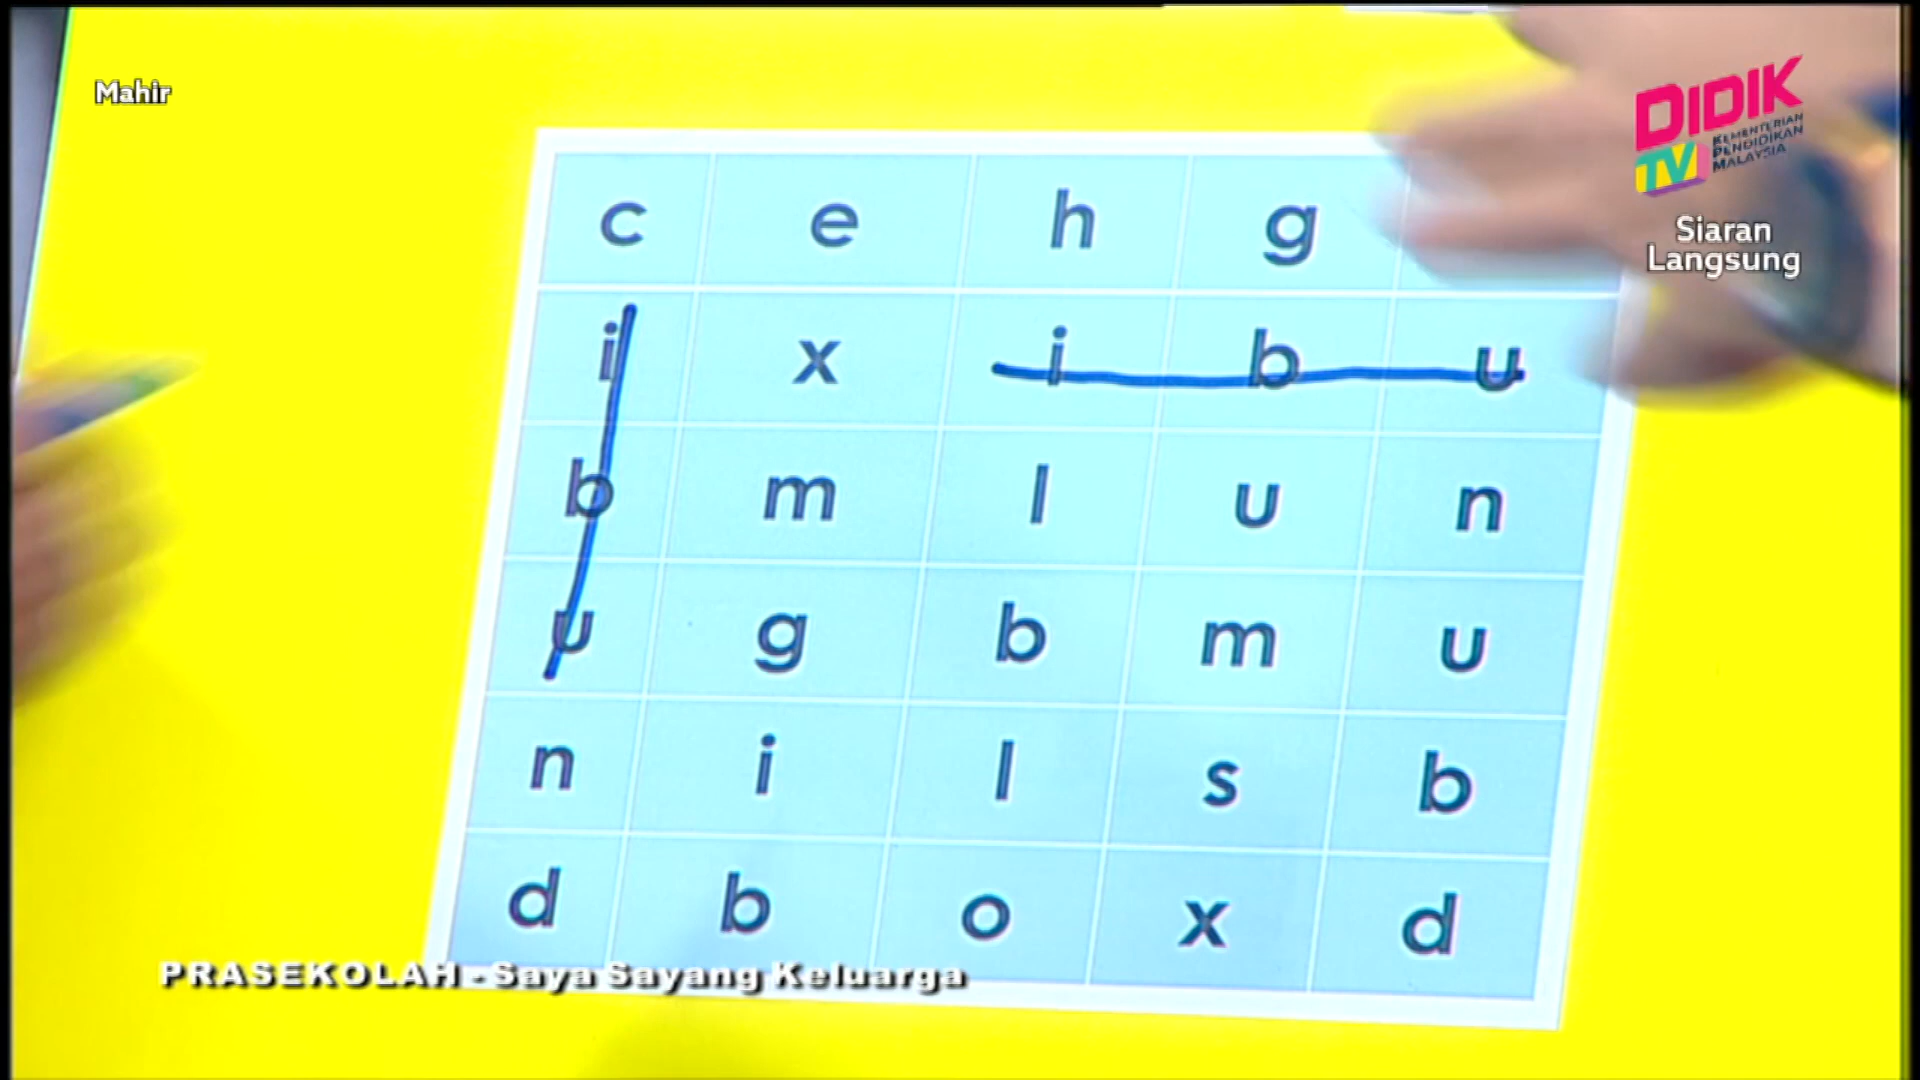 Mahir
DIDIK
TV
KEMENTERIAN
PENDIDIKAN
MALAYSIA
Siaran
Langsung
c e h g
i x i b u
b m l u n
u g b m u
n i l s b
d b o x d
PRASEKOLAH - Saya Sayang Keluarga